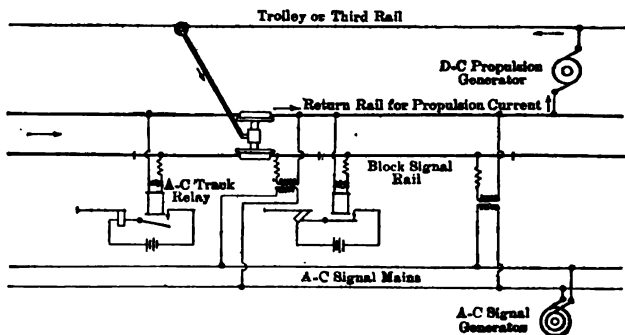 Trolley or Third Rail
D-C Propulsion
Generator
Return Rail for Propulsion Current
Block Signal
Rail
A-C Track
Relay
A-C Signal Mains
A-C Signal
Generator